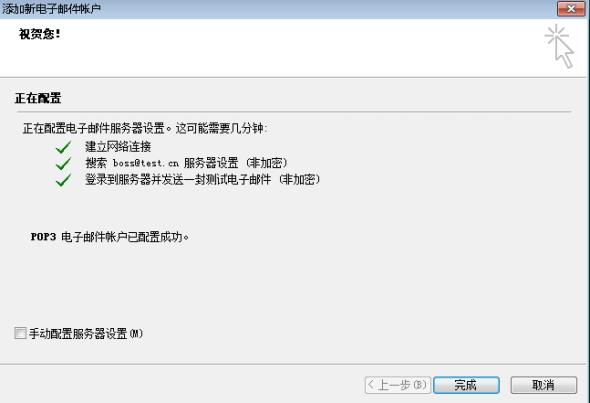 添加新电子邮件帐户
祝贺您!
正在配置
正在配置电子邮件服务器设置。这可能需要几分钟:
建立网络连接
搜索 boss@test.cn 服务器设置 (非加密)
登录到服务器并发送一封测试电子邮件 (非加密)
POP3 电子邮件帐户已配置成功。
手动配置服务器设置(M)
< 上一步(B) 完成 取消